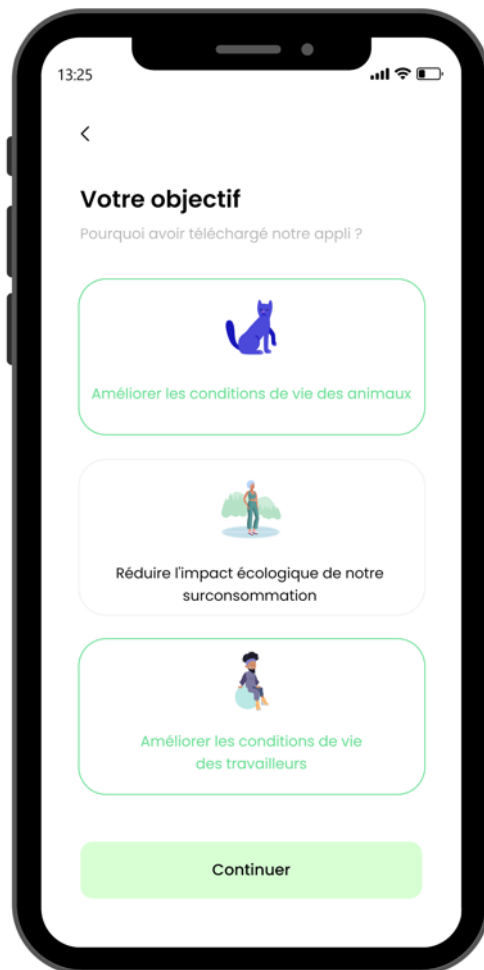 13:25
Votre objectif
Pourquoi avoir téléchargé notre appli ?
Améliorer les conditions de vie des animaux
Réduire l'impact écologique de notre
surconsommation
Améliorer les conditions de vie
des travailleurs
Continuer